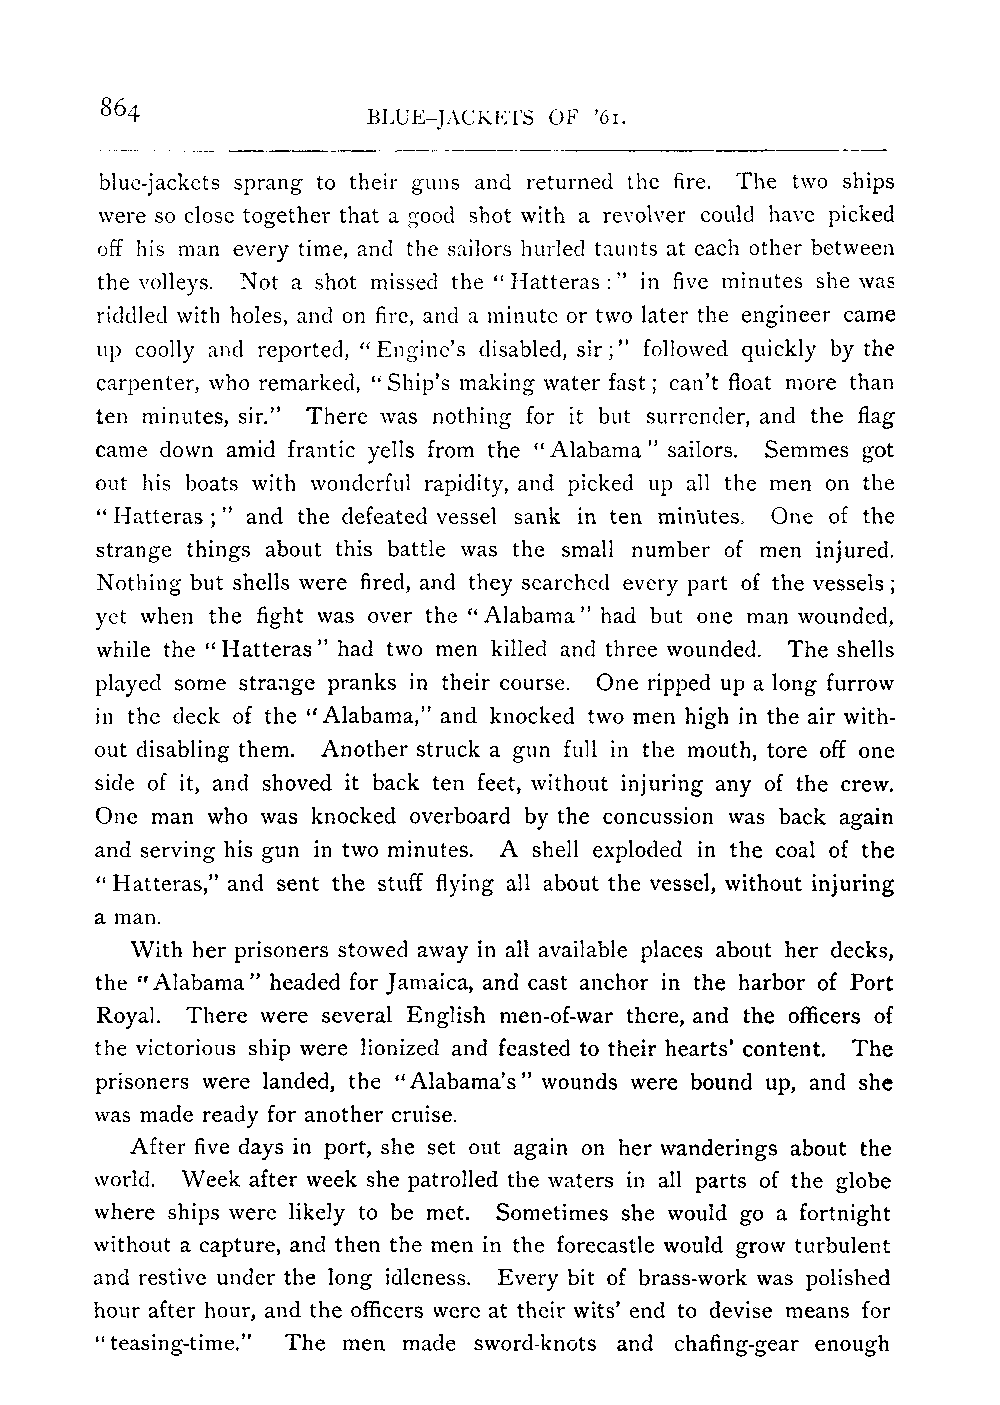 864
BLUE-JACKETS OF '61.
blue-jackets sprang to their guns and returned the fire. The two ships
were so close together that a good shot with a revolver could have picked
off his man every time, and the sailors hurled taunts at each other between
the volleys. Not a shot missed the "Hatteras:" in five minutes she was
riddled with holes, and on fire, and a minute or two later the engineer came
up coolly and reported, "Engine's disabled, sir;" followed quickly by the
carpenter, who remarked, "Ship's making water fast; can't float more than
ten minutes, sir." There was nothing for it but surrender, and the flag
came down amid frantic yells from the "Alabama" sailors. Semmes got
out his boats with wonderful rapidity, and picked up all the men on the
"Hatteras;" and the defeated vessel sank in ten minutes. One of the
strange things about this battle was the small number of men injured.
Nothing but shells were fired, and they searched every part of the vessels;
yet when the fight was over the "Alabama" had but one man wounded,
while the "Hatteras" had two men killed and three wounded. The shells
played some strange pranks in their course. One ripped up a long furrow
in the deck of the "Alabama," and knocked two men high in the air with-
out disabling them. Another struck a gun full in the mouth, tore off one
side of it, and shoved it back ten feet, without injuring any of the crew.
One man who was knocked overboard by the concussion was back again
and serving his gun in two minutes. A shell exploded in the coal of the
"Hatteras," and sent the stuff flying all about the vessel, without injuring
a man.
With her prisoners stowed away in all available places about her decks,
the "Alabama" headed for Jamaica, and cast anchor in the harbor of Port
Royal. There were several English men-of-war there, and the officers of
the victorious ship were lionized and feasted to their hearts' content. The
prisoners were landed, the "Alabama's" wounds were bound up, and she
was made ready for another cruise.
After five days in port, she set out again on her wanderings about the
world. Week after week she patrolled the waters in all parts of the globe
where ships were likely to be met. Sometimes she would go a fortnight
without a capture, and then the men in the forecastle would grow turbulent
and restive under the long idleness. Every bit of brass-work was polished
hour after hour, and the officers were at their wits' end to devise means for
"teasing-time." The men made sword-knots and chafing-gear enough